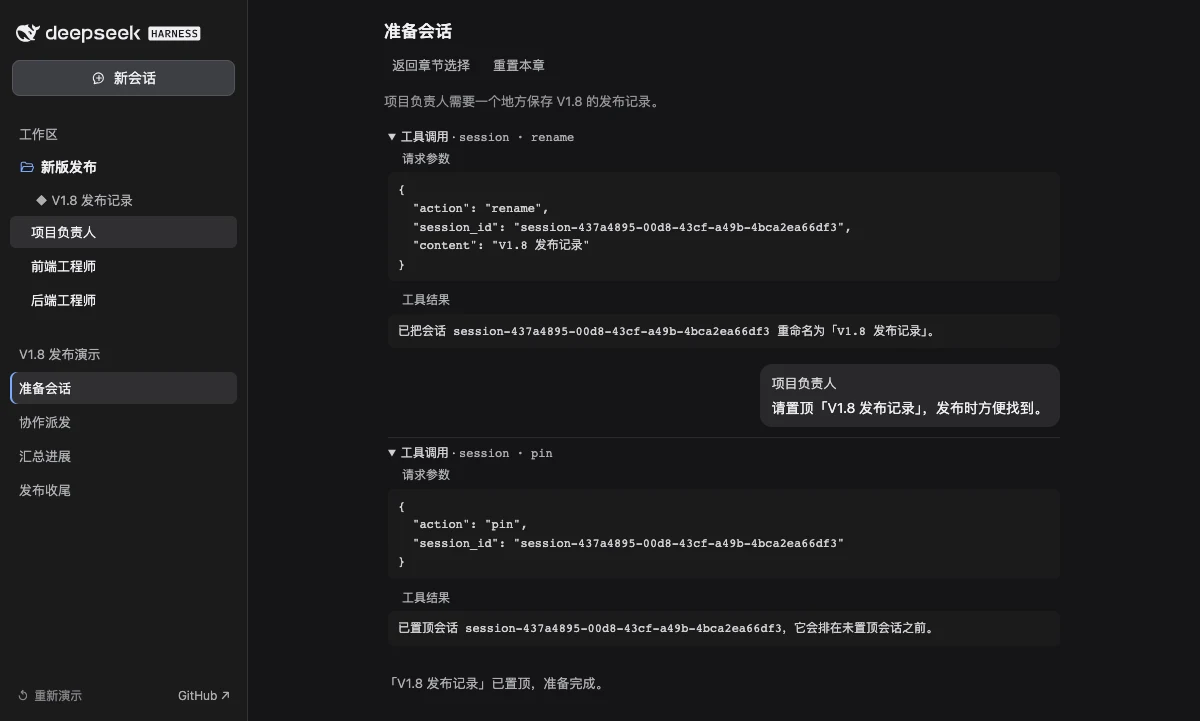 deepseek HARNESS
新会话
工作区
新版发布
◆ V1.8 发布记录
项目负责人
前端工程师
后端工程师
V1.8 发布演示
准备会话
协作派发
汇总进展
发布收尾
重新演示
GitHub ↗
准备会话
返回章节选择 重置本章
项目负责人需要一个地方保存 V1.8 的发布记录。
▼ 工具调用 · session · rename
请求参数
{
"action": "rename",
"session_id": "session-437a4895-00d8-43cf-a49b-4bca2ea66df3",
"content": "V1.8 发布记录"
}
工具结果
已把会话 session-437a4895-00d8-43cf-a49b-4bca2ea66df3 重命名为「V1.8 发布记录」。
项目负责人
请置顶「V1.8 发布记录」，发布时方便找到。
▼ 工具调用 · session · pin
请求参数
{
"action": "pin",
"session_id": "session-437a4895-00d8-43cf-a49b-4bca2ea66df3"
}
工具结果
已置顶会话 session-437a4895-00d8-43cf-a49b-4bca2ea66df3，它会排在未置顶会话之前。
「V1.8 发布记录」已置顶，准备完成。